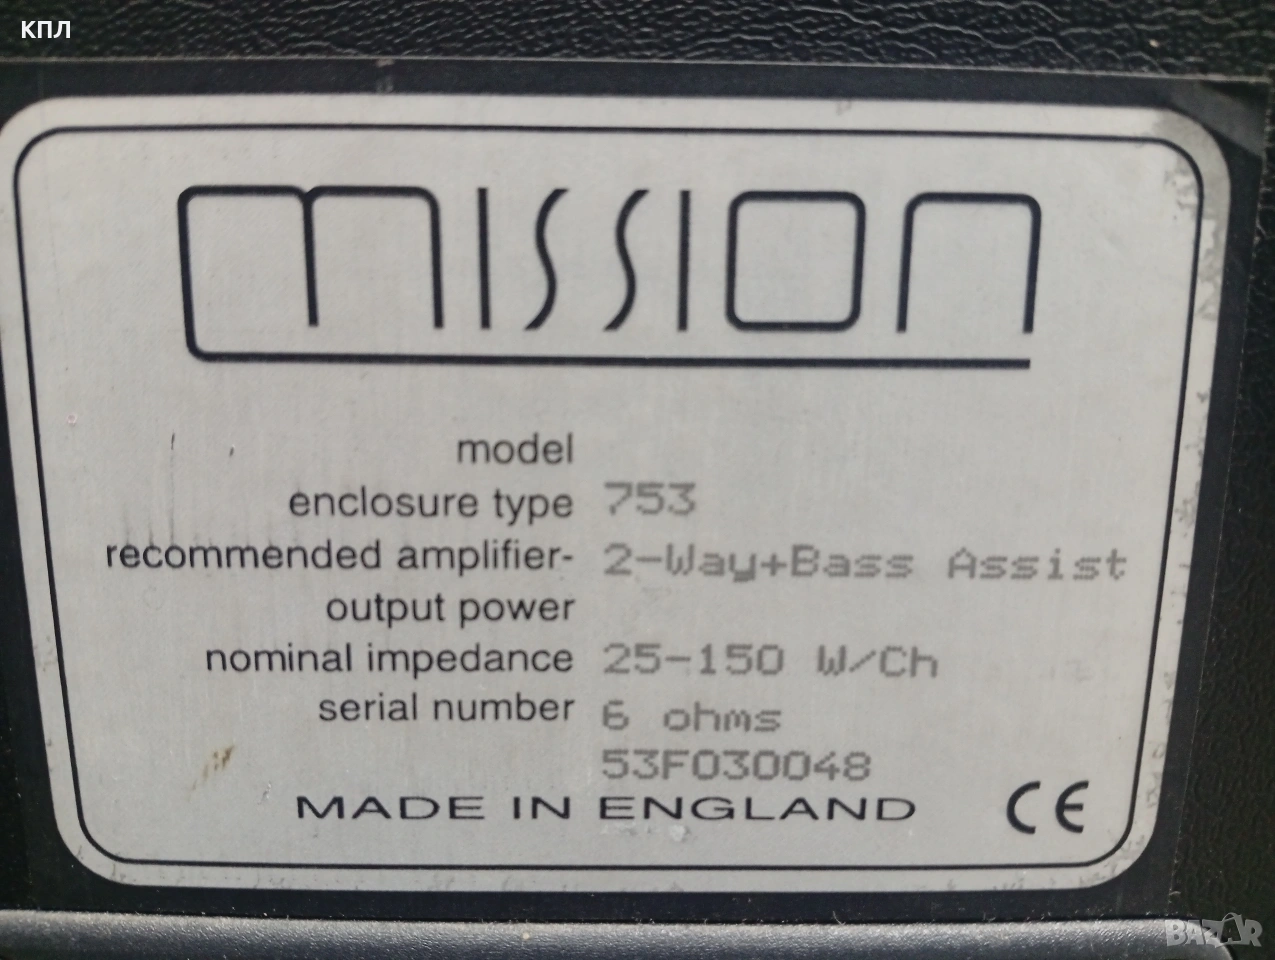 КПЛ
mission
model
enclosure type 753
recommended amplifier- 2-Way+Bass Assist
output power
nominal impedance 25-150 W/Ch
serial number 6 ohms
53F030048
MADE IN ENGLAND CE
BAZAR